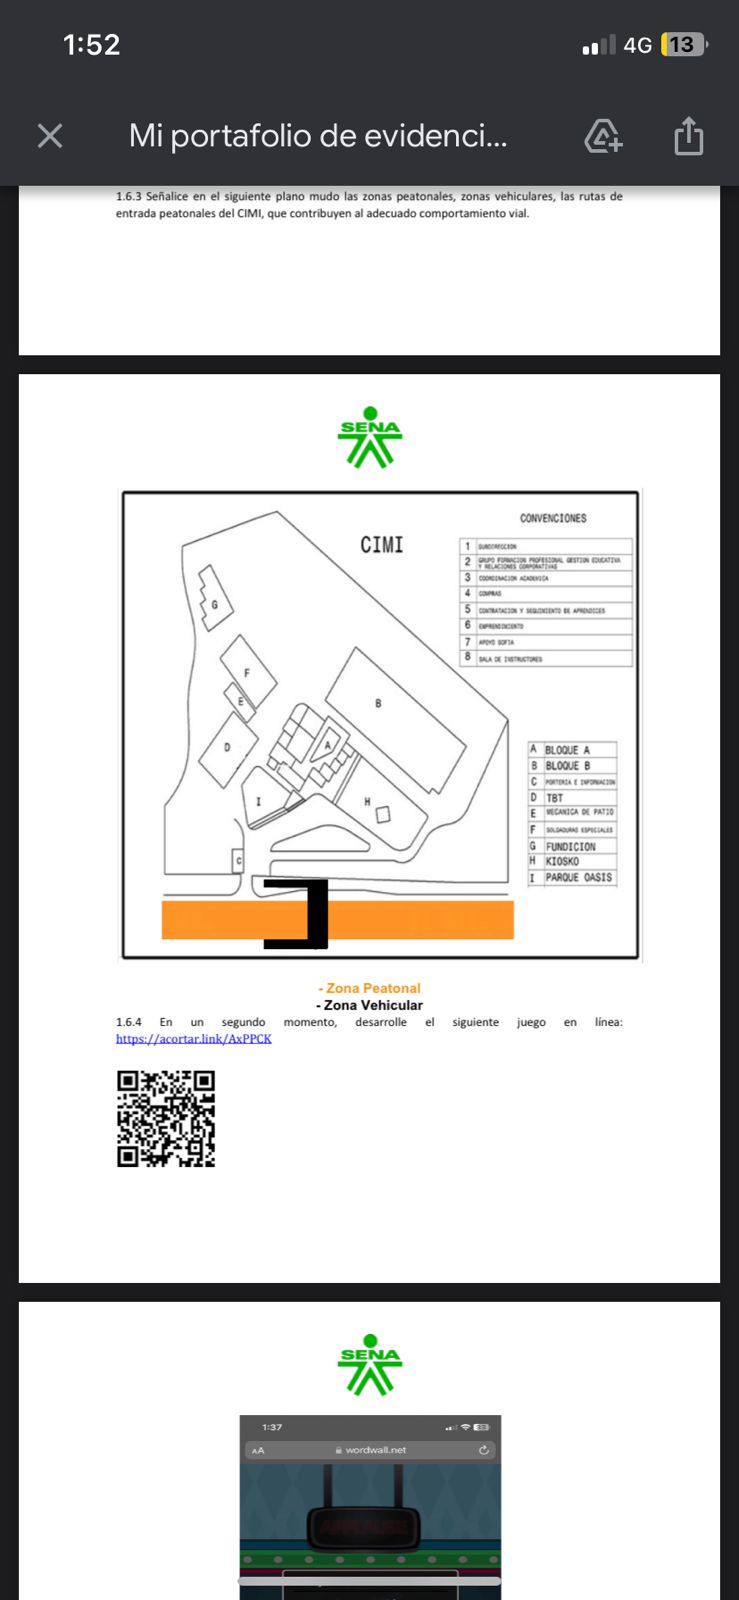 1:52
4G
13
Mi portafolio de evidenci...
1.6.3 Señalice en el siguiente plano mudo las zonas peatonales, zonas vehiculares, las rutas de
entrada peatonales del CIMI, que contribuyen al adecuado comportamiento vial.
SENA
CIMI
CONVENCIONES
1 SUBDIRECCION
2 GRUPO FORMACION PROFESIONAL GESTION EDUCATIVA
Y RELACIONES CORPORATIVAS
3 COORDINACION ACADEMICA
4 COMPRAS
5 CONTRATACION Y SEGUIMIENTO DE APRENDICES
6 EMPRENDIMIENTO
7 APOYO SOFIA
8 SALA DE INSTRUCTORES
G
F
E
D
B
A
I
H
C
A BLOQUE A
B BLOQUE B
C PORTERIA E INFORMACION
D TBT
E MECANICA DE PATIO
F SOLDADURAS ESPECIALES
G FUNDICION
H KIOSKO
I PARQUE OASIS
- Zona Peatonal
- Zona Vehicular
1.6.4 En un segundo momento, desarrolle el siguiente juego en línea:
https://acortar.link/AxPPCK
SENA
1:37
33
AA
wordwall.net
APPLAUSE